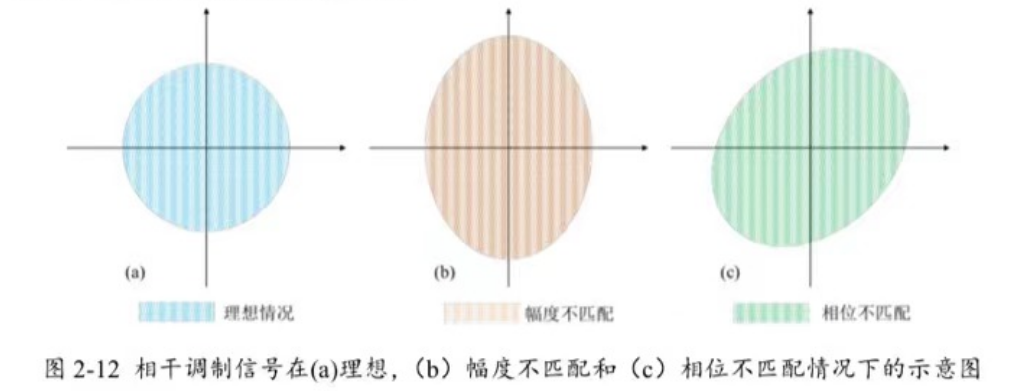 (a)
(b)
(c)
理想情况
幅度不匹配
相位不匹配
图 2-12 相干调制信号在(a)理想，（b）幅度不匹配和（c）相位不匹配情况下的示意图